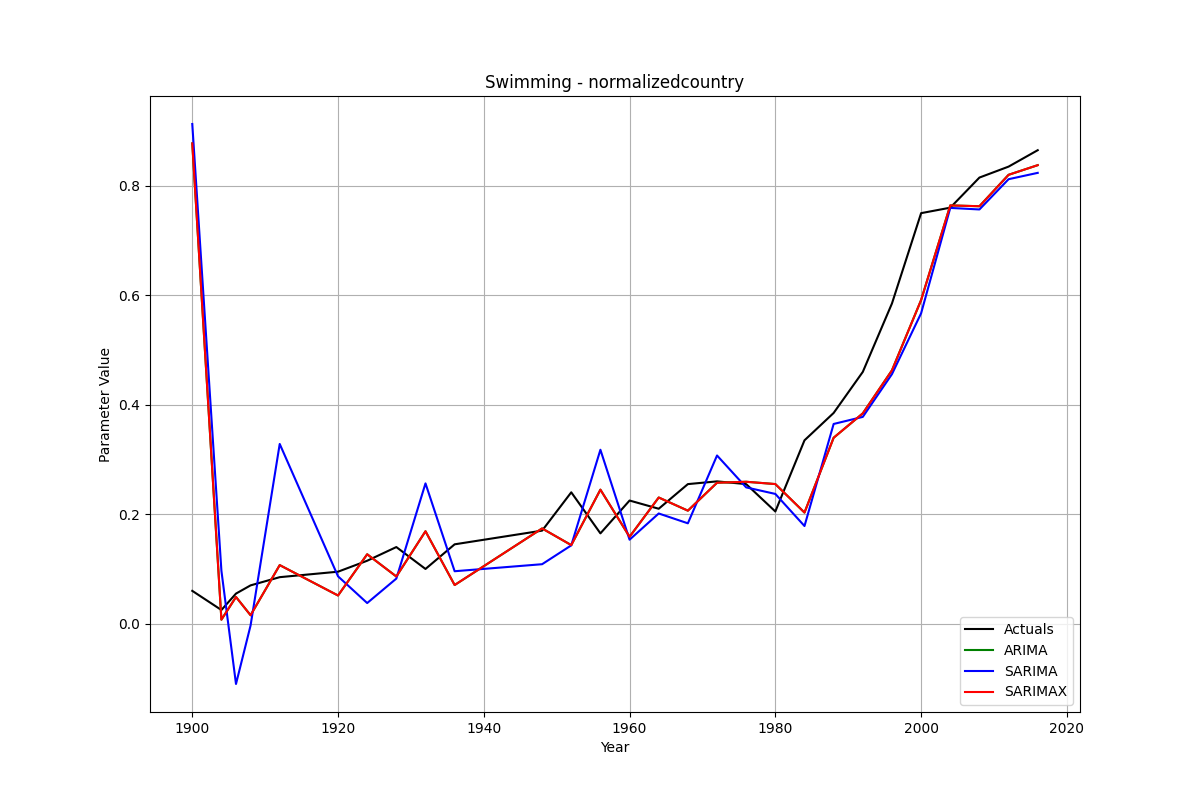 Swimming - normalizedcountry
Parameter Value
0.8
0.6
0.4
0.2
0.0
1900 1920 1940 1960 1980 2000 2020
Year
Actuals
ARIMA
SARIMA
SARIMAX